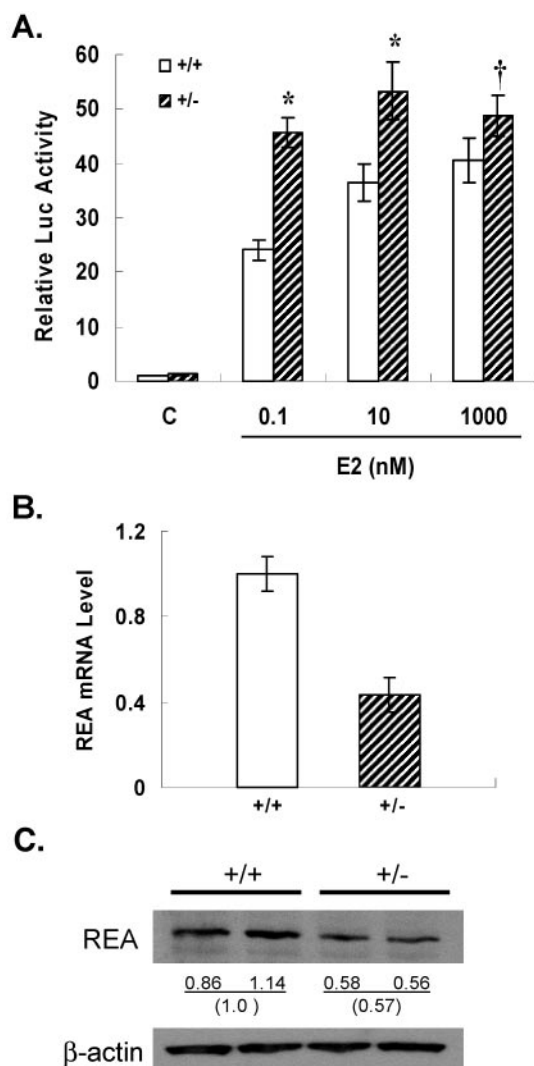 A.
Relative Luc Activity
60
50
40
30
20
10
0
+/+
+/-
*
*
†
C
0.1
10
1000
E2 (nM)
B.
REA mRNA Level
1.2
0.8
0.4
0
+/+
+/-
C.
+/+
+/-
REA
0.86 1.14 0.58 0.56
(1.0 ) (0.57)
β-actin